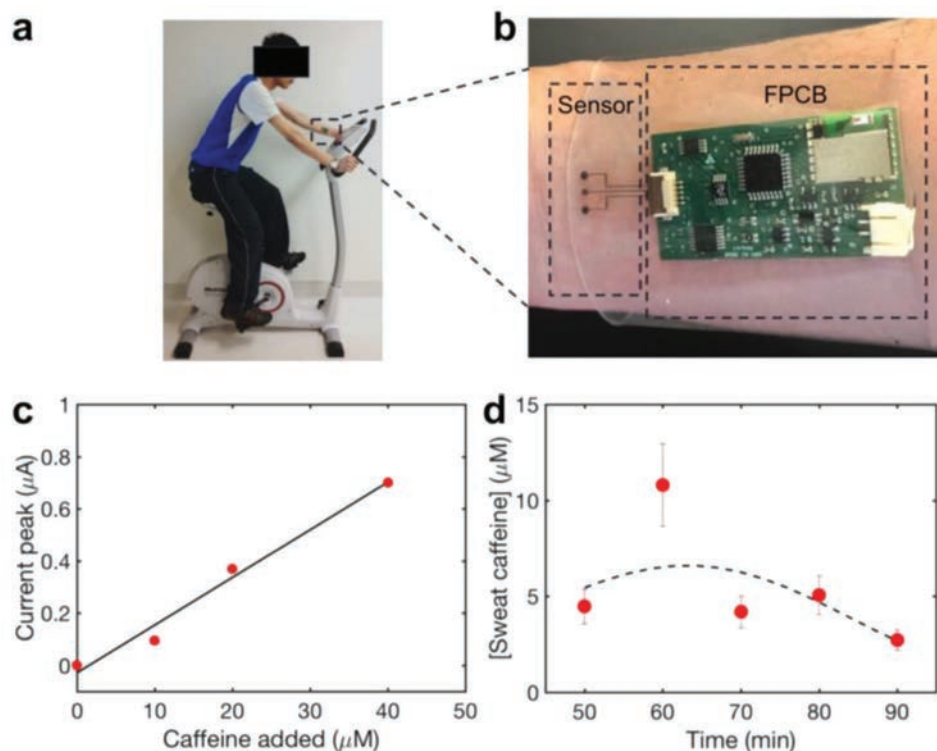 a
b
Sensor
FPCB
c
Current peak (μA)
1
0.8
0.6
0.4
0.2
0
0 10 20 30 40 50
Caffeine added (μM)
d
[Sweat caffeine] (μM)
15
10
5
0
50 60 70 80 90
Time (min)